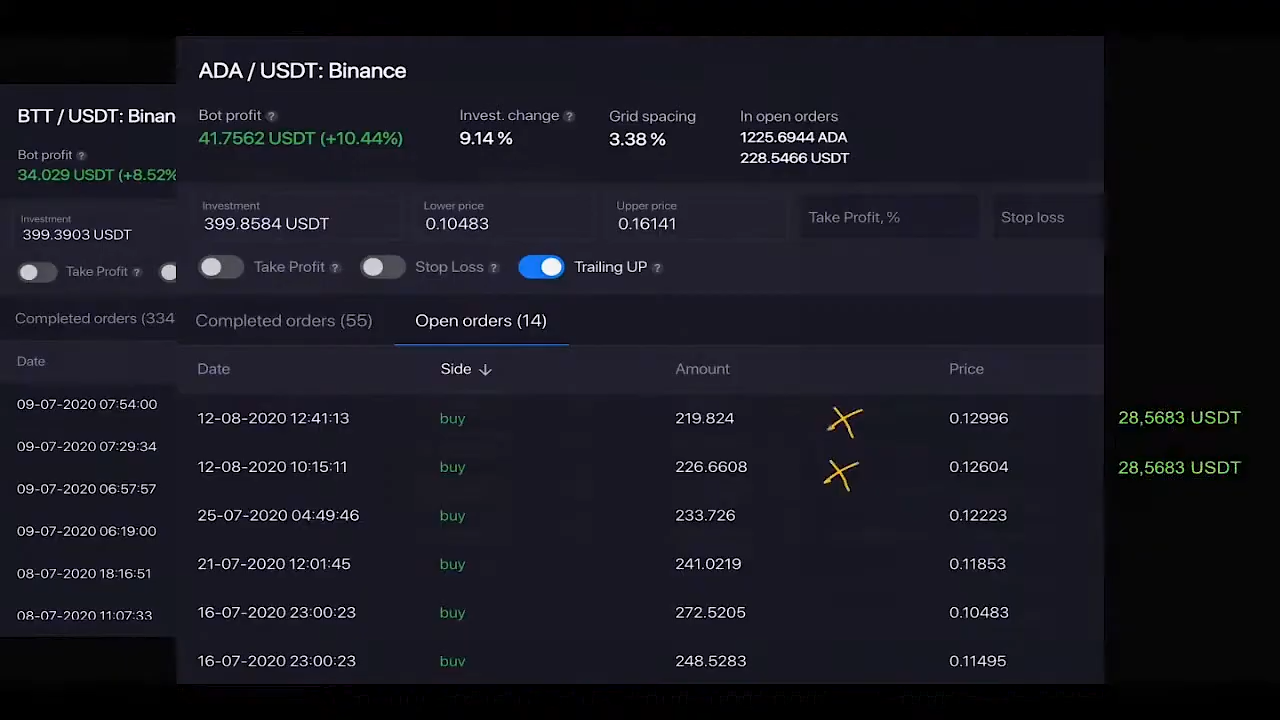 BTT / USDT: Binan
Bot profit ?
34.029 USDT (+8.52%
Investment
399.3903 USDT
Take Profit ?
Completed orders (334
Date
09-07-2020 07:54:00
09-07-2020 07:29:34
09-07-2020 06:57:57
09-07-2020 06:19:00
08-07-2020 18:16:51
08-07-2020 11:07:33
ADA / USDT: Binance
Bot profit ? Invest. change ? Grid spacing In open orders
41.7562 USDT (+10.44%) 9.14 % 3.38 % 1225.6944 ADA
228.5466 USDT
Investment Lower price Upper price Take Profit, % Stop loss
399.8584 USDT 0.10483 0.16141
Take Profit ? Stop Loss ? Trailing UP ?
Completed orders (55) Open orders (14)
Date Side ↓ Amount Price
12-08-2020 12:41:13 buy 219.824 0.12996 28,5683 USDT
12-08-2020 10:15:11 buy 226.6608 0.12604 28,5683 USDT
25-07-2020 04:49:46 buy 233.726 0.12223
21-07-2020 12:01:45 buy 241.0219 0.11853
16-07-2020 23:00:23 buy 272.5205 0.10483
16-07-2020 23:00:23 buy 248.5283 0.11495